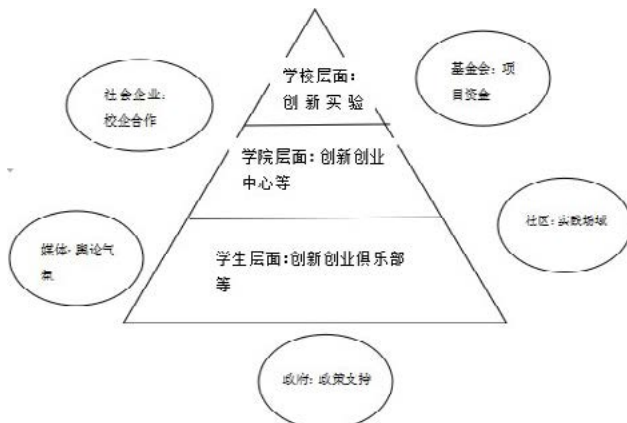 学校层面：
创新实验
基金会：项
目资金
社会企业：
校企合作
学院层面：创新创业
中心等
社区：实践场域
媒体：舆论气
氛
学生层面：创新创业俱乐部
等
政府：政策支持